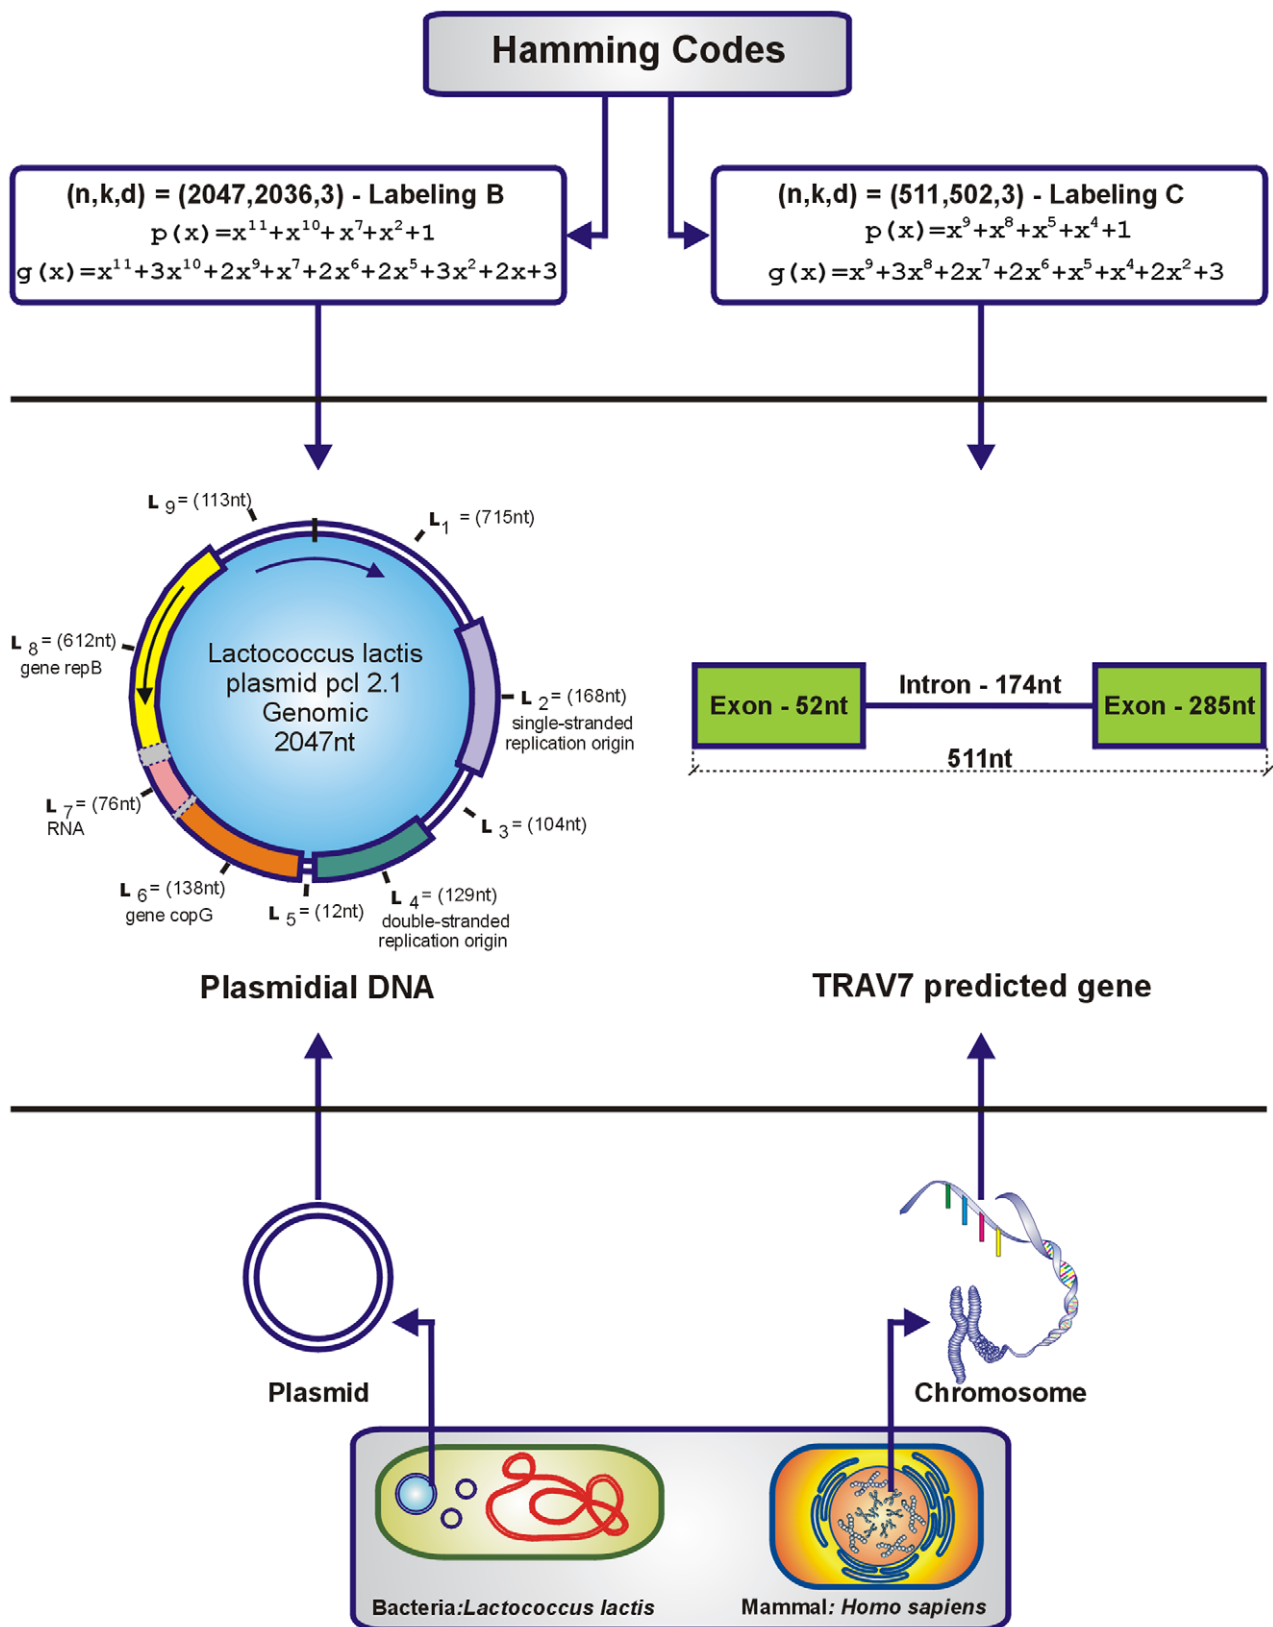 Hamming Codes
(n,k,d) = (2047,2036,3) - Labeling B
p(x)=x¹¹+x¹⁰+x⁷+x²+1
g(x)=x¹¹+3x¹⁰+2x⁹+x⁷+2x⁶+2x⁵+3x²+2x+3
(n,k,d) = (511,502,3) - Labeling C
p(x)=x⁹+x⁸+x⁵+x⁴+1
g(x)=x⁹+3x⁸+2x⁷+2x⁶+x⁵+x⁴+2x²+3
L₉=(113nt)
L₁ =(715nt)
L₈=(612nt)
gene repB
Lactococcus lactis
plasmid pcl 2.1
Genomic
2047nt
L₂=(168nt)
single-stranded
replication origin
L₇=(76nt)
RNA
L₃=(104nt)
L₆=(138nt)
gene copG
L₅=(12nt)
L₄=(129nt)
double-stranded
replication origin
Exon - 52nt
Intron - 174nt
Exon - 285nt
511nt
Plasmidial DNA
TRAV7 predicted gene
Plasmid
Chromosome
Bacteria:Lactococcus lactis
Mammal: Homo sapiens